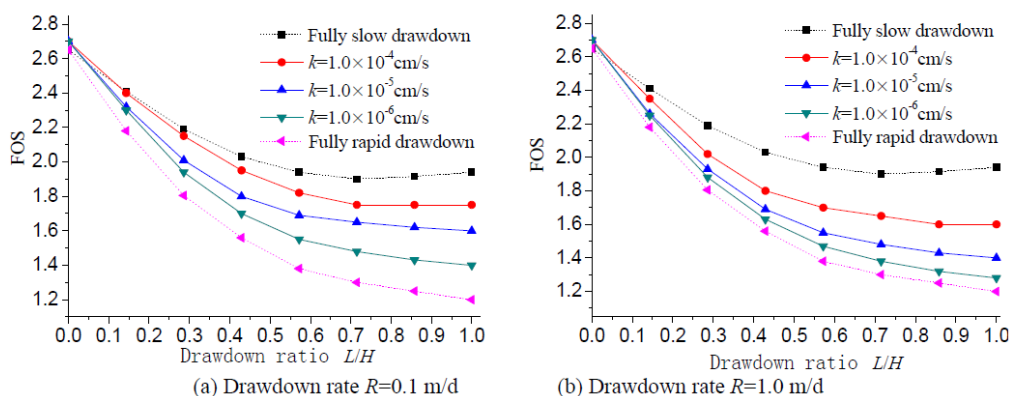 2.8
2.6
2.4
2.2
2.0
1.8
1.6
1.4
1.2
FOS
Fully slow drawdown
k=1.0×10⁻⁴cm/s
k=1.0×10⁻⁵cm/s
k=1.0×10⁻⁶cm/s
Fully rapid drawdown
0.0 0.1 0.2 0.3 0.4 0.5 0.6 0.7 0.8 0.9 1.0
Drawdown ratio L/H
(a) Drawdown rate R=0.1 m/d
2.8
2.6
2.4
2.2
2.0
1.8
1.6
1.4
1.2
FOS
Fully slow drawdown
k=1.0×10⁻⁴cm/s
k=1.0×10⁻⁵cm/s
k=1.0×10⁻⁶cm/s
Fully rapid drawdown
0.0 0.1 0.2 0.3 0.4 0.5 0.6 0.7 0.8 0.9 1.0
Drawdown ratio L/H
(b) Drawdown rate R=1.0 m/d